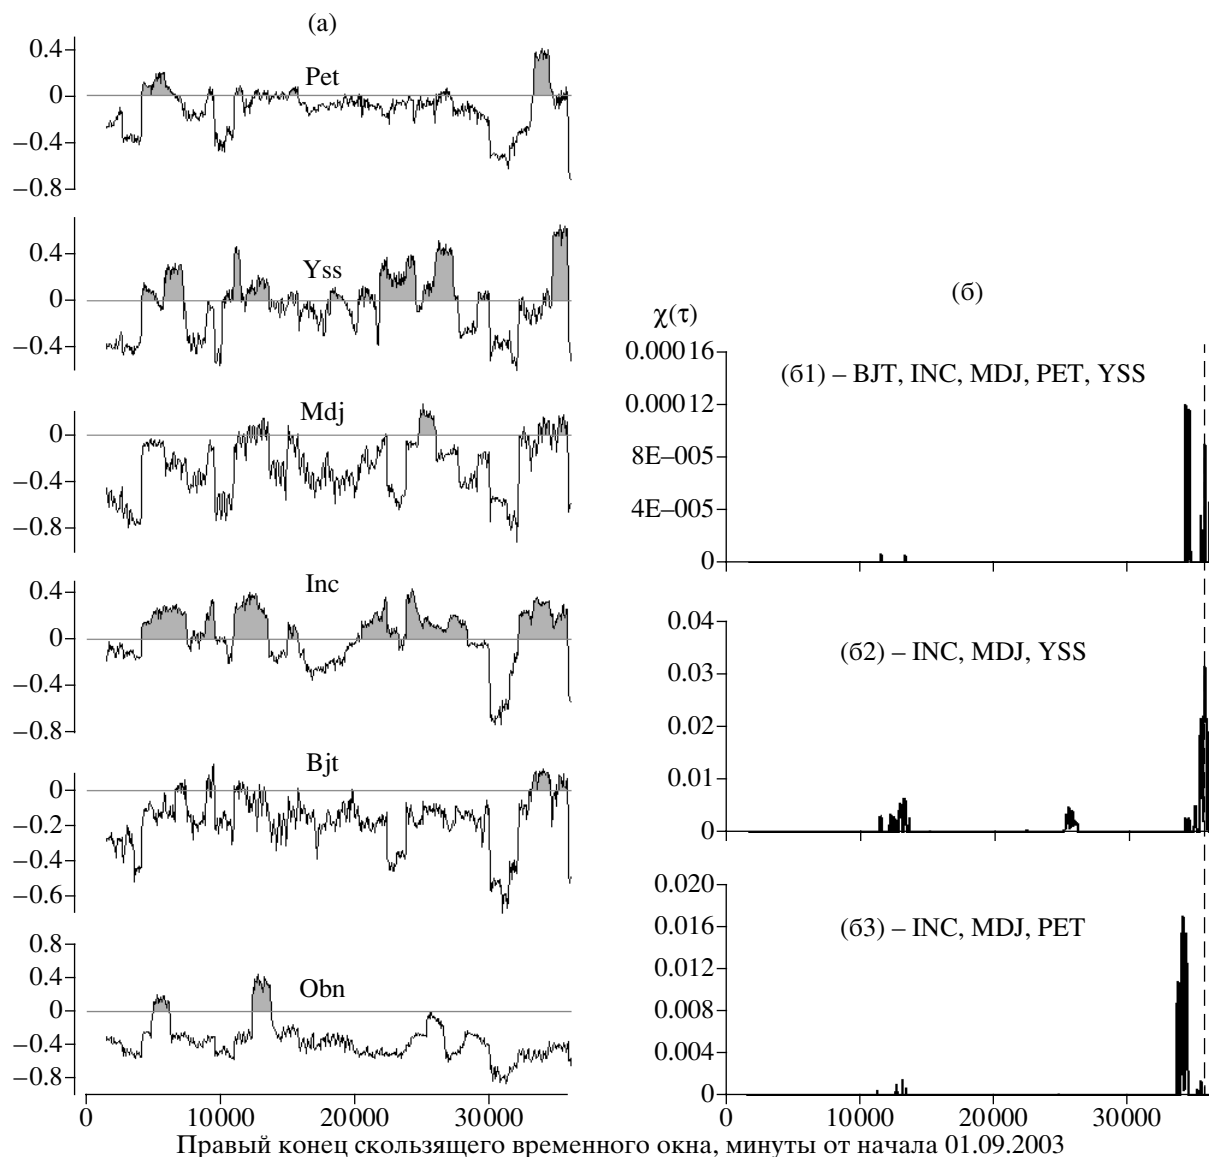 (а)
0.4
0
−0.4
−0.8
Pet
0.4
0
−0.4
Yss
0
−0.4
−0.8
Mdj
0.4
0
−0.4
−0.8
Inc
0
−0.2
−0.4
−0.6
Bjt
0.8
0.4
0
−0.4
−0.8
Obn
0 10000 20000 30000
(б)
χ(τ)
0.00016
0.00012
8E–005
4E–005
0
(б1) – BJT, INC, MDJ, PET, YSS
0.04
0.03
0.02
0.01
0
(б2) – INC, MDJ, YSS
0.020
0.016
0.012
0.008
0.004
0
(б3) – INC, MDJ, PET
0 10000 20000 30000
Правый конец скользящего временного окна, минуты от начала 01.09.2003